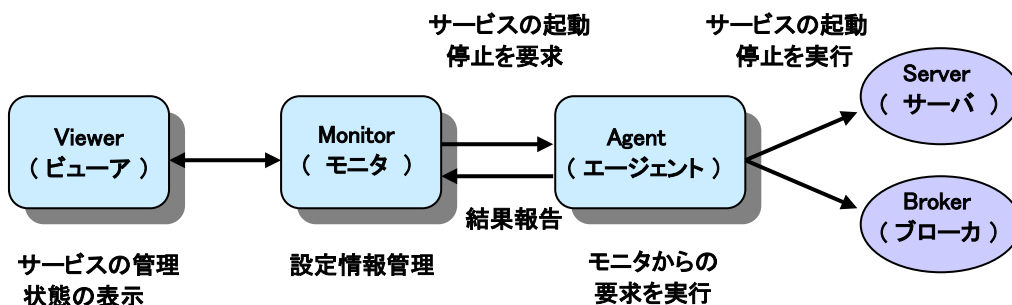 サービスの起動
停止を要求
サービスの起動
停止を実行
Viewer
( ビューア )
Monitor
( モニタ )
Agent
( エージェント )
Server
( サーバ )
Broker
( ブローカ )
結果報告
サービスの管理
状態の表示
設定情報管理
モニタからの
要求を実行